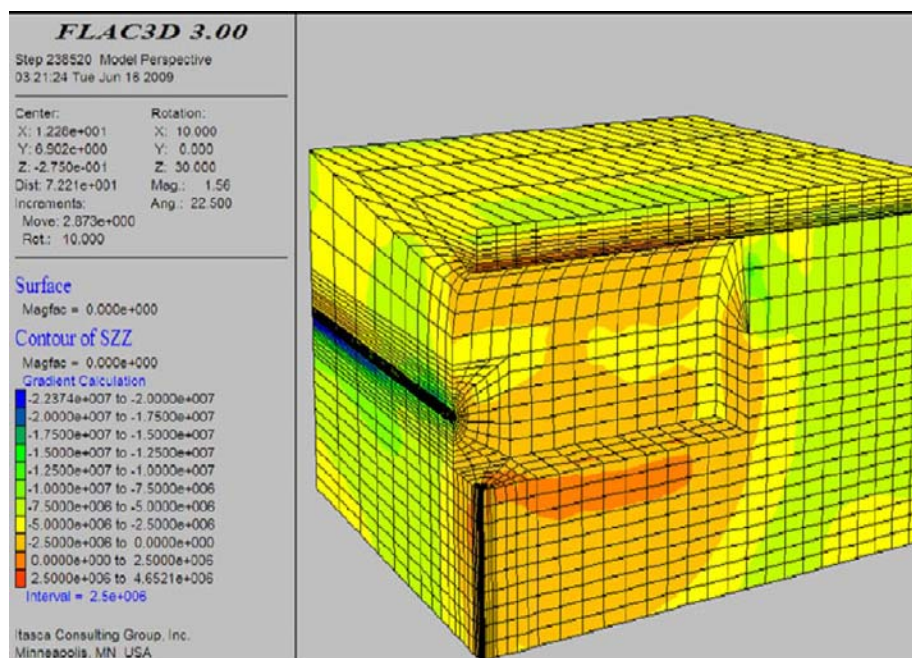 FLAC3D 3.00
Step 238520 Model Perspective
03:21:24 Tue Jun 16 2009
Center: Rotation:
X: 1.226e+001 X: 10.000
Y: 6.902e+000 Y: 0.000
Z: -2.750e-001 Z: 30.000
Dist: 7.221e+001 Mag.: 1.56
Increments: Ang.: 22.500
Move: 2.873e+000
Rot.: 10.000
Surface
Magfac = 0.000e+000
Contour of SZZ
Magfac = 0.000e+000
Gradient Calculation
-2.2374e+007 to -2.0000e+007
-2.0000e+007 to -1.7500e+007
-1.7500e+007 to -1.5000e+007
-1.5000e+007 to -1.2500e+007
-1.2500e+007 to -1.0000e+007
-1.0000e+007 to -7.5000e+006
-7.5000e+006 to -5.0000e+006
-5.0000e+006 to -2.5000e+006
-2.5000e+006 to 0.0000e+000
0.0000e+000 to 2.5000e+006
2.5000e+006 to 4.6521e+006
Interval = 2.5e+006
Itasca Consulting Group, Inc.
Minneapolis, MN USA